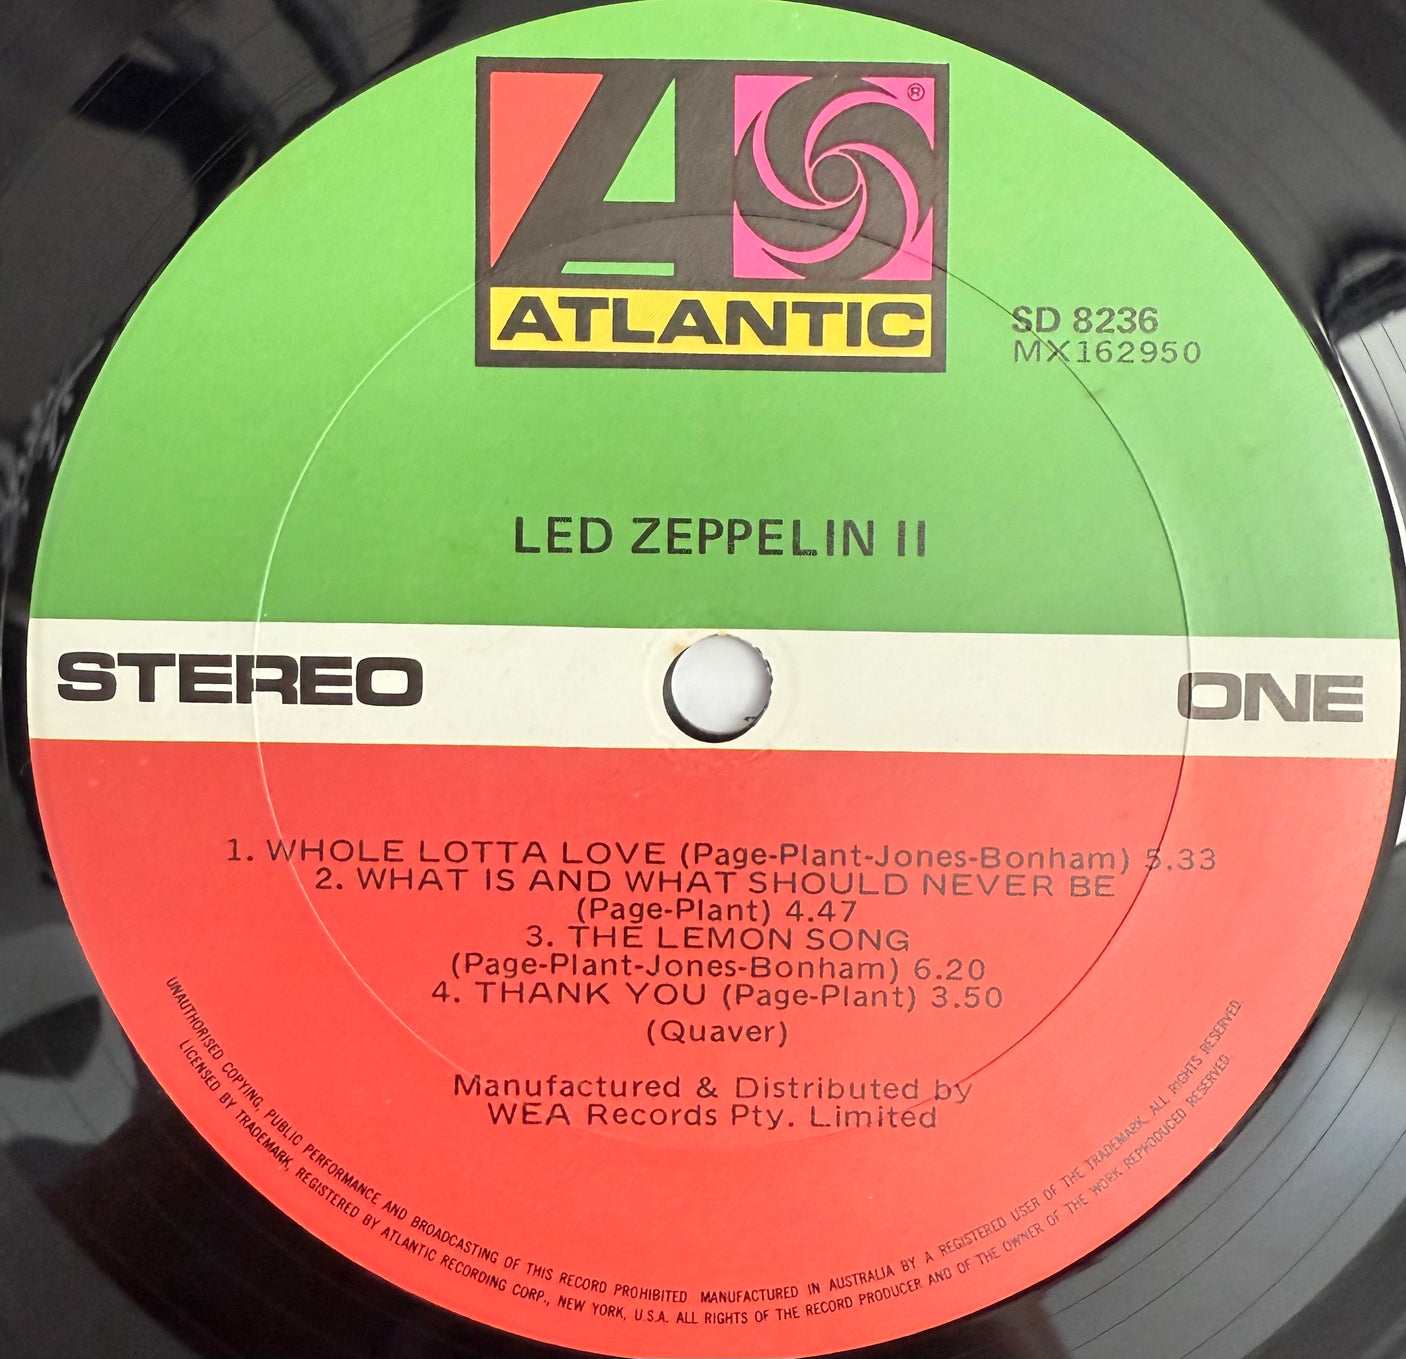 A
®
ATLANTIC
SD 8236
MX162950
LED ZEPPELIN II
STEREO
ONE
1. WHOLE LOTTA LOVE (Page-Plant-Jones-Bonham) 5.33
2. WHAT IS AND WHAT SHOULD NEVER BE
(Page-Plant) 4.47
3. THE LEMON SONG
(Page-Plant-Jones-Bonham) 6.20
4. THANK YOU (Page-Plant) 3.50
(Quaver)
Manufactured & Distributed by
WEA Records Pty. Limited
UNAUTHORISED COPYING, PUBLIC PERFORMANCE AND BROADCASTING OF THIS RECORD PROHIBITED MANUFACTURED IN AUSTRALIA BY A REGISTERED USER OF THE TRADEMARK. ALL RIGHTS RESERVED.
LICENSED BY TRADEMARK, REGISTERED BY ATLANTIC RECORDING CORP., NEW YORK, U.S.A. ALL RIGHTS OF THE RECORD PRODUCER AND OF THE OWNER OF THE WORK REPRODUCED RESERVED.